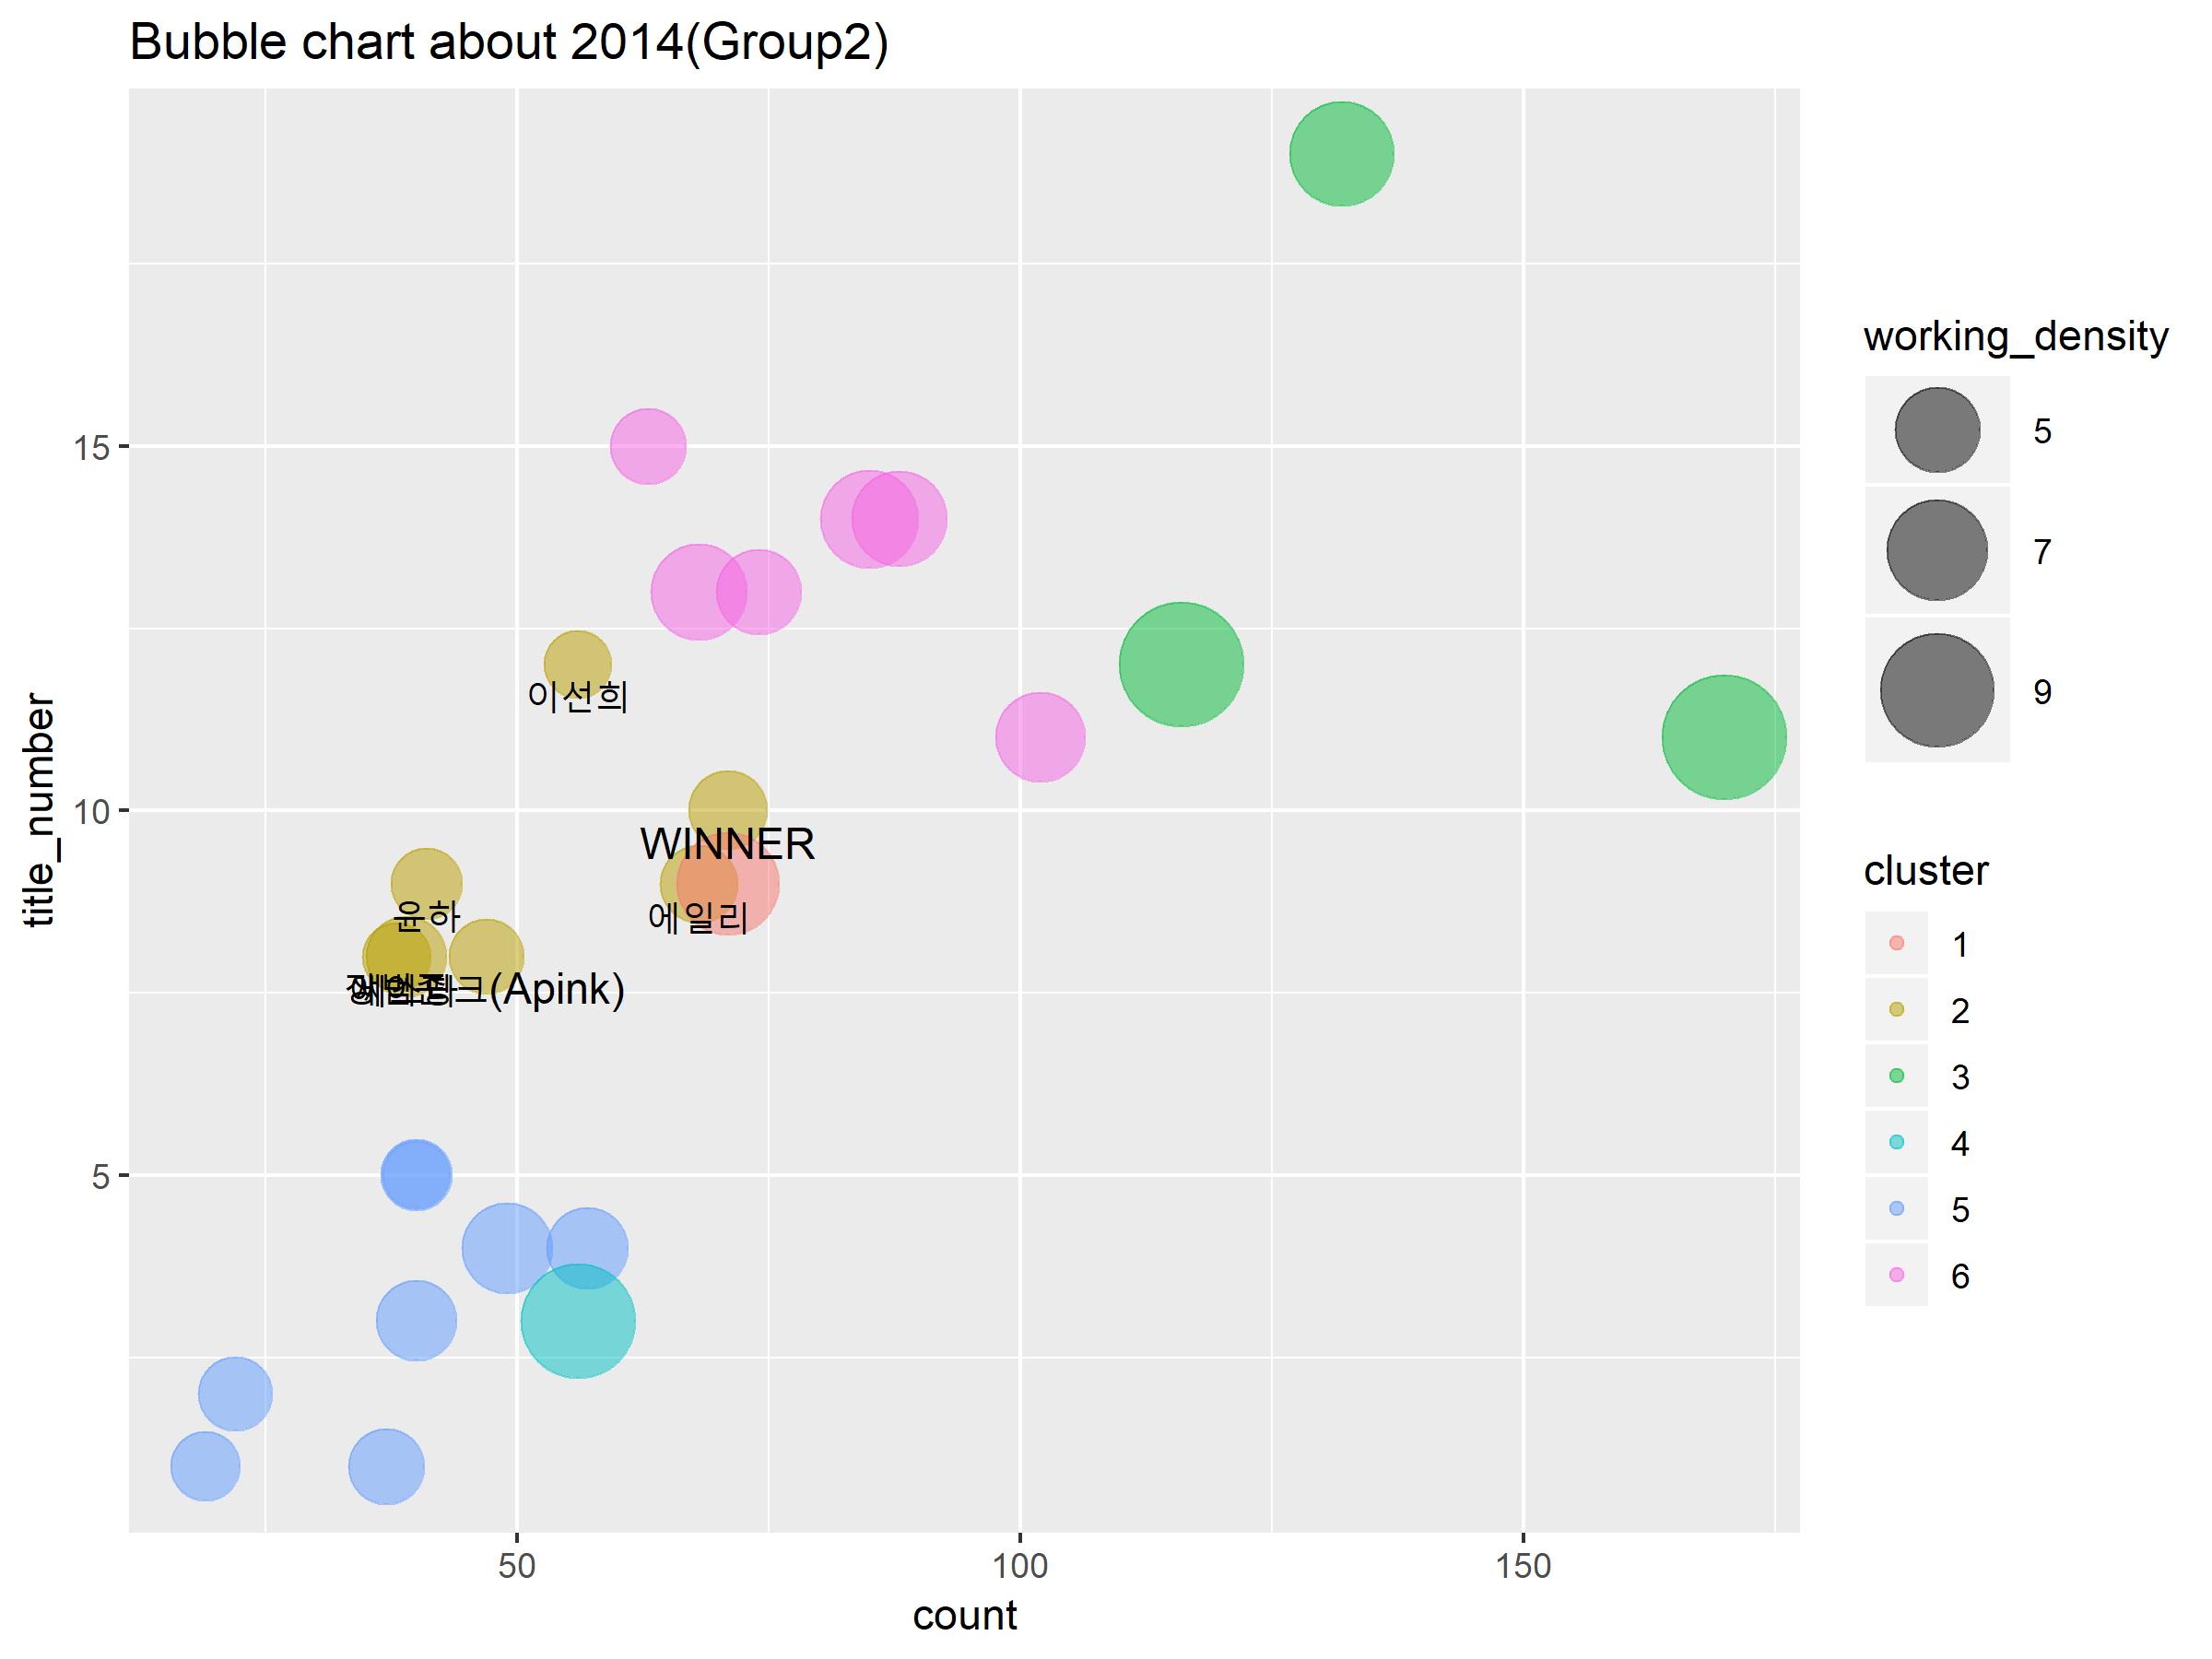 Bubble chart about 2014(Group2)
title_number
15
10
5
이선희
WINNER
윤하
에일리
크(Apink)
50
100
150
count
working_density
5
7
9
cluster
1
2
3
4
5
6